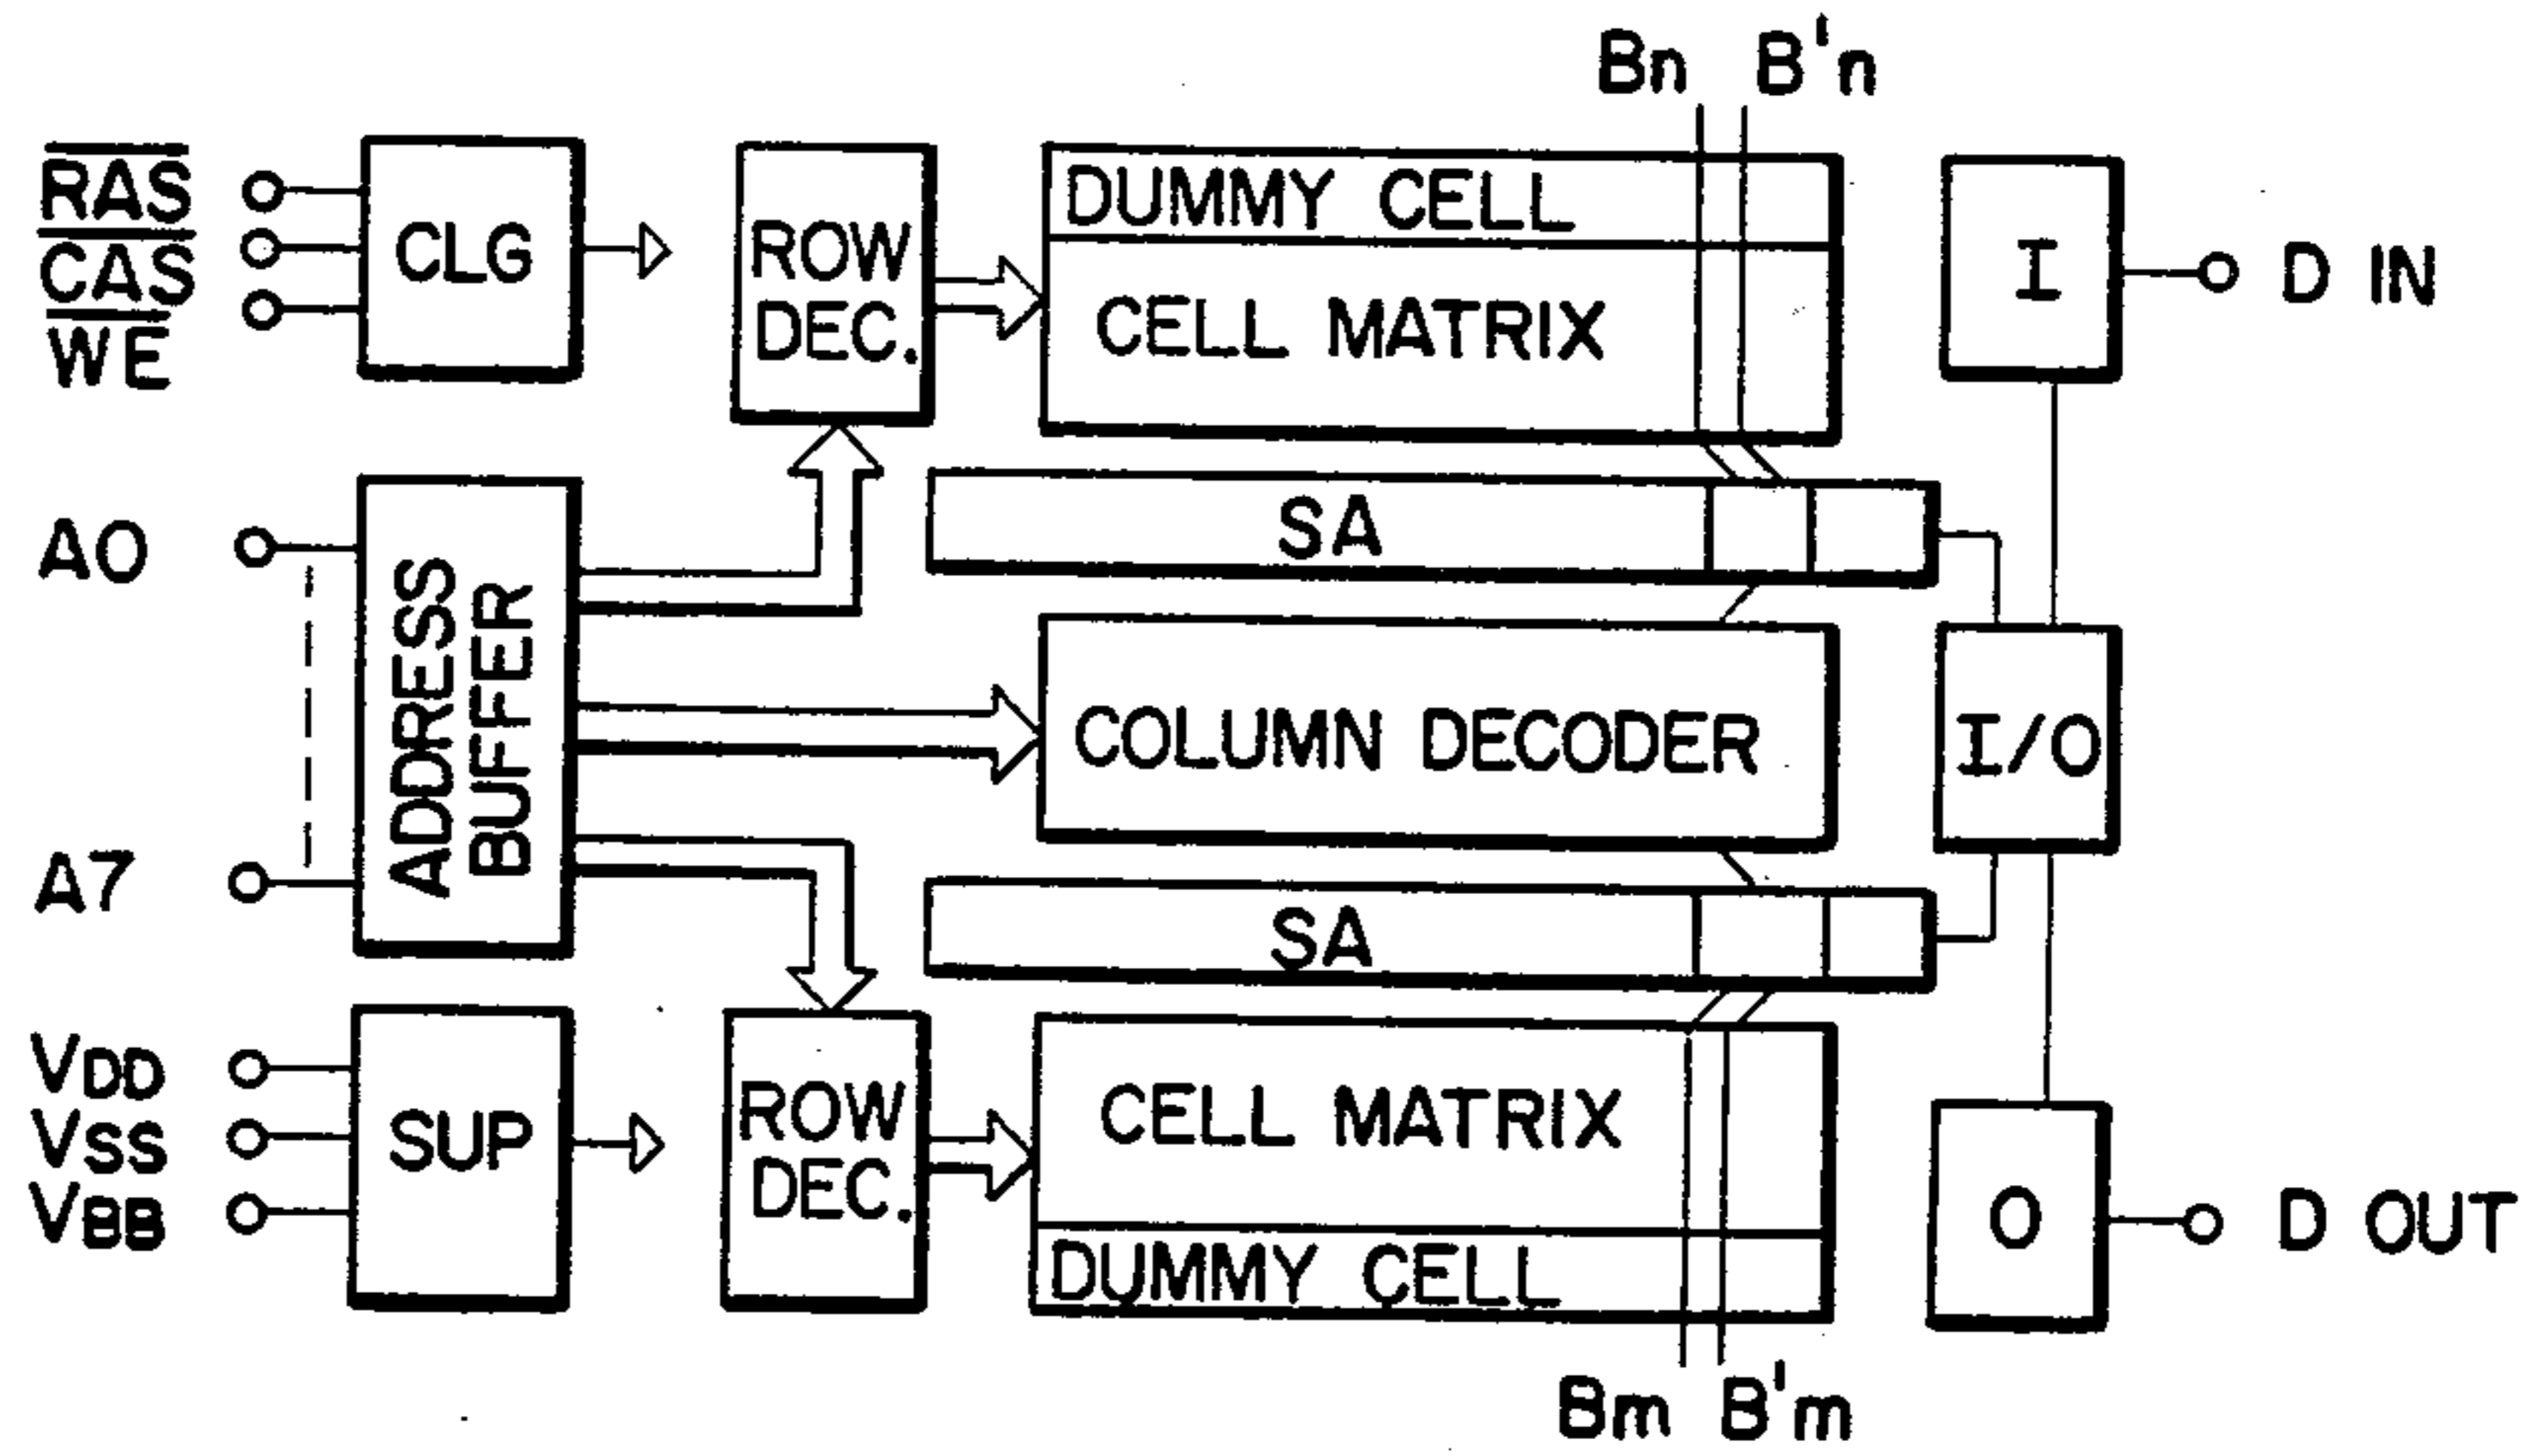 Bn B'n
RAS
CAS
WE
CLG
ROW
DEC.
DUMMY CELL
CELL MATRIX
I
D IN
A0
A7
ADDRESS
BUFFER
SA
COLUMN DECODER
I/O
SA
VDD
VSS
VBB
SUP
ROW
DEC.
CELL MATRIX
DUMMY CELL
O
D OUT
Bm B'm